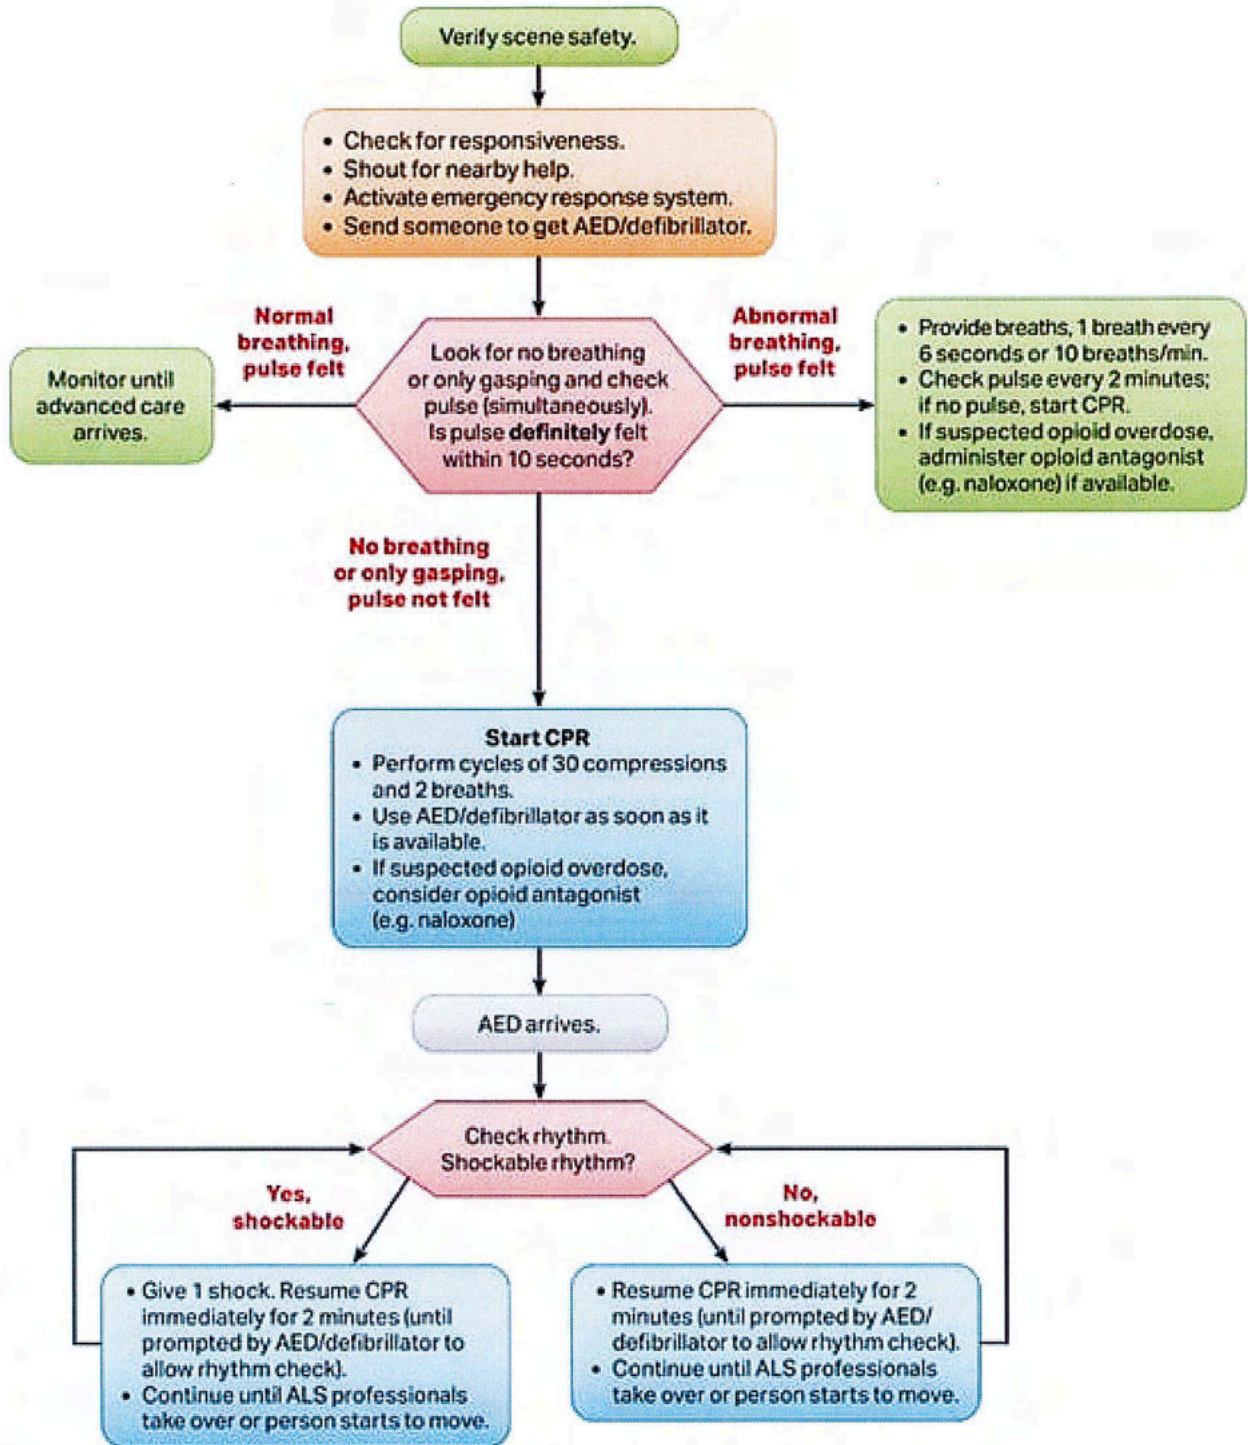 Verify scene safety.
• Check for responsiveness.
• Shout for nearby help.
• Activate emergency response system.
• Send someone to get AED/defibrillator.
Normal
breathing,
pulse felt
Abnormal
breathing,
pulse felt
Monitor until
advanced care
arrives.
Look for no breathing
or only gasping and check
pulse (simultaneously).
Is pulse definitely felt
within 10 seconds?
• Provide breaths, 1 breath every
6 seconds or 10 breaths/min.
• Check pulse every 2 minutes;
if no pulse, start CPR.
• If suspected opioid overdose,
administer opioid antagonist
(e.g. naloxone) if available.
No breathing
or only gasping,
pulse not felt
Start CPR
• Perform cycles of 30 compressions
and 2 breaths.
• Use AED/defibrillator as soon as it
is available.
• If suspected opioid overdose,
consider opioid antagonist
(e.g. naloxone)
AED arrives.
Check rhythm.
Shockable rhythm?
Yes,
shockable
No,
nonshockable
• Give 1 shock. Resume CPR
immediately for 2 minutes (until
prompted by AED/defibrillator to
allow rhythm check).
• Continue until ALS professionals
take over or person starts to move.
• Resume CPR immediately for 2
minutes (until prompted by AED/
defibrillator to allow rhythm check).
• Continue until ALS professionals
take over or person starts to move.